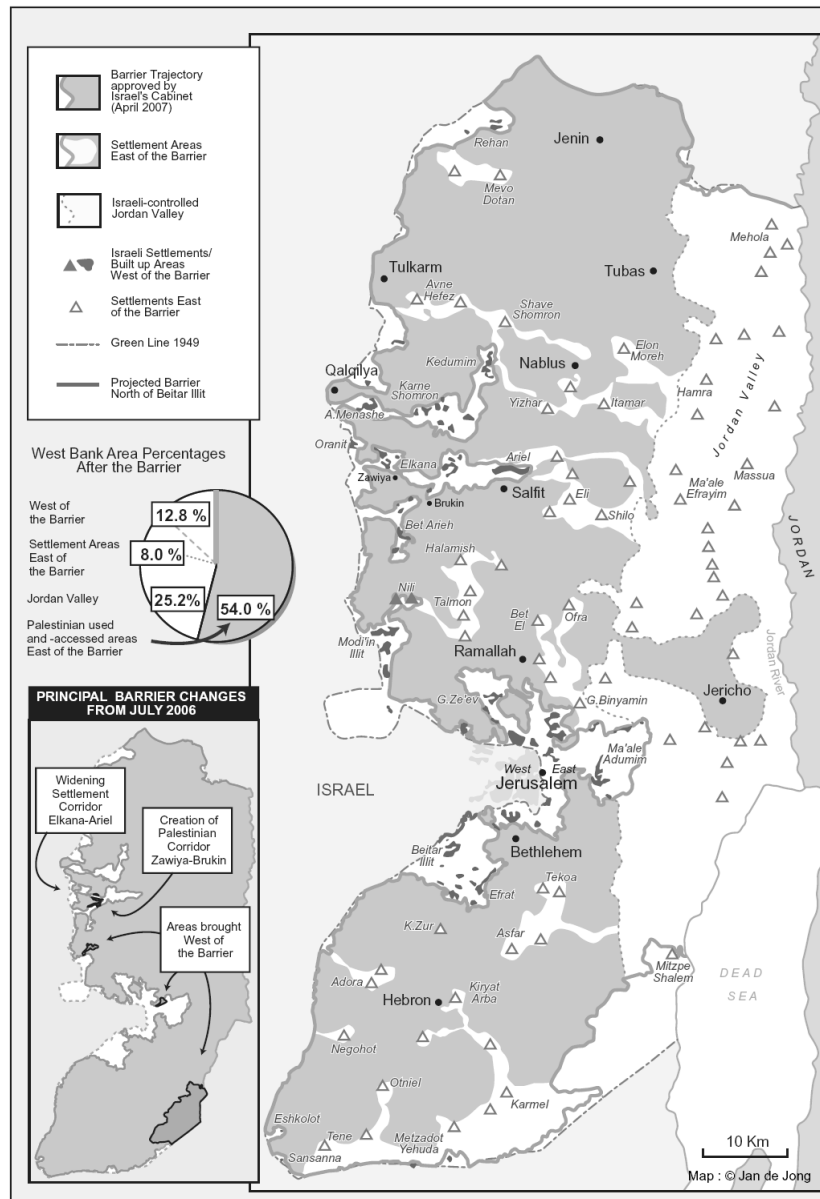 Barrier Trajectory
approved by
Israel's Cabinet
(April 2007)
Settlement Areas
East of the Barrier
Israeli-controlled
Jordan Valley
Israeli Settlements/
Built up Areas
West of the Barrier
Settlements East
of the Barrier
Green Line 1949
Projected Barrier
North of Beitar Illit
West Bank Area Percentages
After the Barrier
West of
the Barrier
12.8 %
Settlement Areas
East of
the Barrier
8.0 %
Jordan Valley
25.2%
54.0 %
Palestinian used
and -accessed areas
East of the Barrier
PRINCIPAL BARRIER CHANGES
FROM JULY 2006
Widening
Settlement
Corridor
Elkana-Ariel
Creation of
Palestinian
Corridor
Zawiya-Brukin
Areas brought
West of
the Barrier
Rehan
Jenin
Mevo
Dotan
Mehola
Tulkarm
Tubas
Avne
Hefez
Shave
Shomron
Elon
Moreh
Kedumim
Nablus
Qalqilya
Karne
Shomron
Hamra
Jordan Valley
A.Menashe
Yizhar
Itamar
Oranit
Elkana
Ariel
Zawiya
Ma'ale
Efrayim
Massua
Brukin
Salfit
Eli
Shilo
JORDAN
Bet Arieh
Halamish
Nili
Talmon
Bet
El
Ofra
Modi'in
Illit
Ramallah
Jordan River
Jericho
G.Ze'ev
G.Binyamin
Ma'ale
Adumim
West East
Jerusalem
ISRAEL
Beitar
Illit
Bethlehem
Efrat
Tekoa
K.Zur
Asfar
Mitzpe
Shalem
DEAD
SEA
Adora
Kiryat
Arba
Hebron
Negohot
Otniel
Karmel
Eshkolot
Tene
Metzadot
Yehuda
Sansanna
10 Km
Map : © Jan de Jong